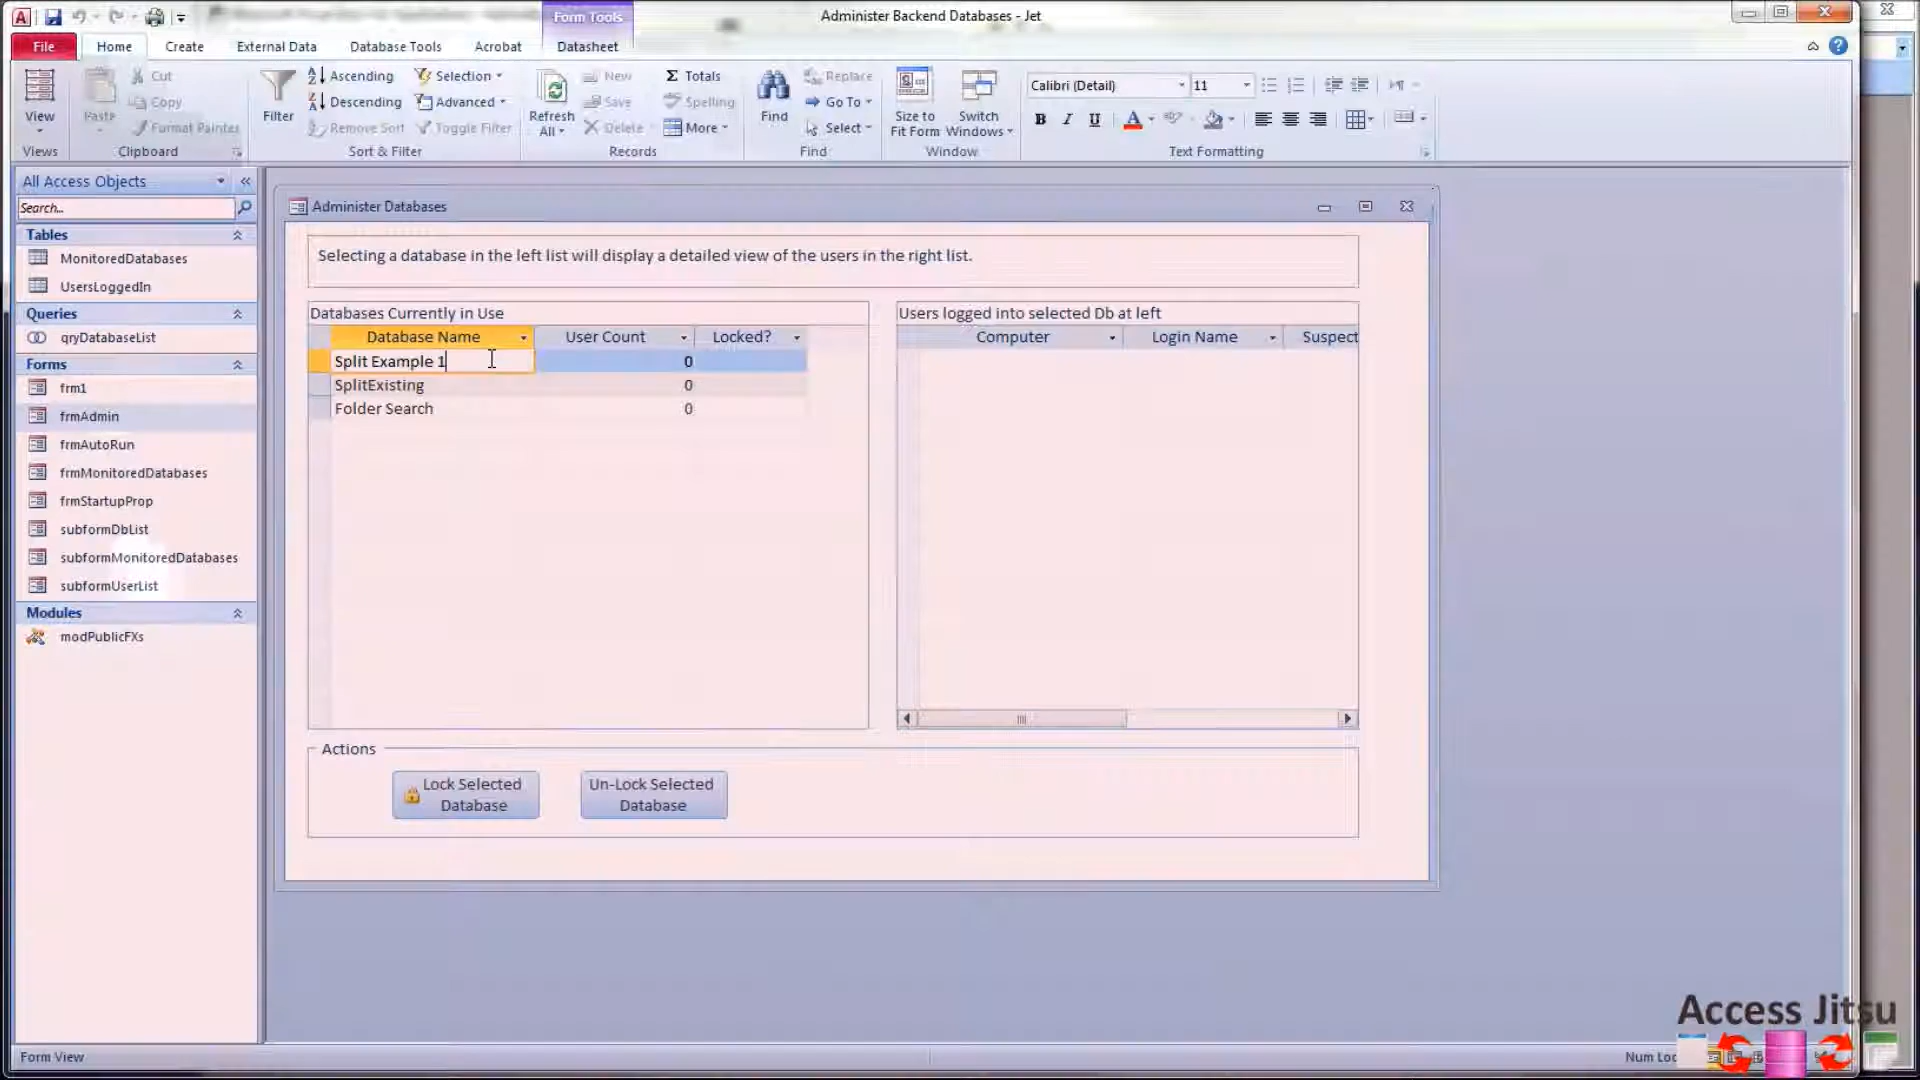 Form Tools
Administer Backend Databases - Jet
File
Home
Create
External Data
Database Tools
Acrobat
Datasheet
View
Views
Paste
Cut
Copy
Format Painter
Clipboard
Filter
Ascending
Descending
Remove Sort
Selection
Advanced
Toggle Filter
Sort & Filter
Refresh
All
New
Save
Delete
Totals
Spelling
More
Records
Find
Replace
Go To
Select
Find
Size to
Fit Form
Switch
Windows
Window
Calibri (Detail)
11
B I U
A
Text Formatting
All Access Objects
Search...
Tables
MonitoredDatabases
UsersLoggedIn
Queries
qryDatabaseList
Forms
frm1
frmAdmin
frmAutoRun
frmMonitoredDatabases
frmStartupProp
subformDbList
subformMonitoredDatabases
subformUserList
Modules
modPublicFXs
Administer Databases
Selecting a database in the left list will display a detailed view of the users in the right list.
Databases Currently in Use
Database Name User Count Locked?
Split Example 1 0
SplitExisting 0
Folder Search 0
Users logged into selected Db at left
Computer Login Name Suspect
Actions
Lock Selected
Database
Un-Lock Selected
Database
Form View
Num Loc
Access Jitsu